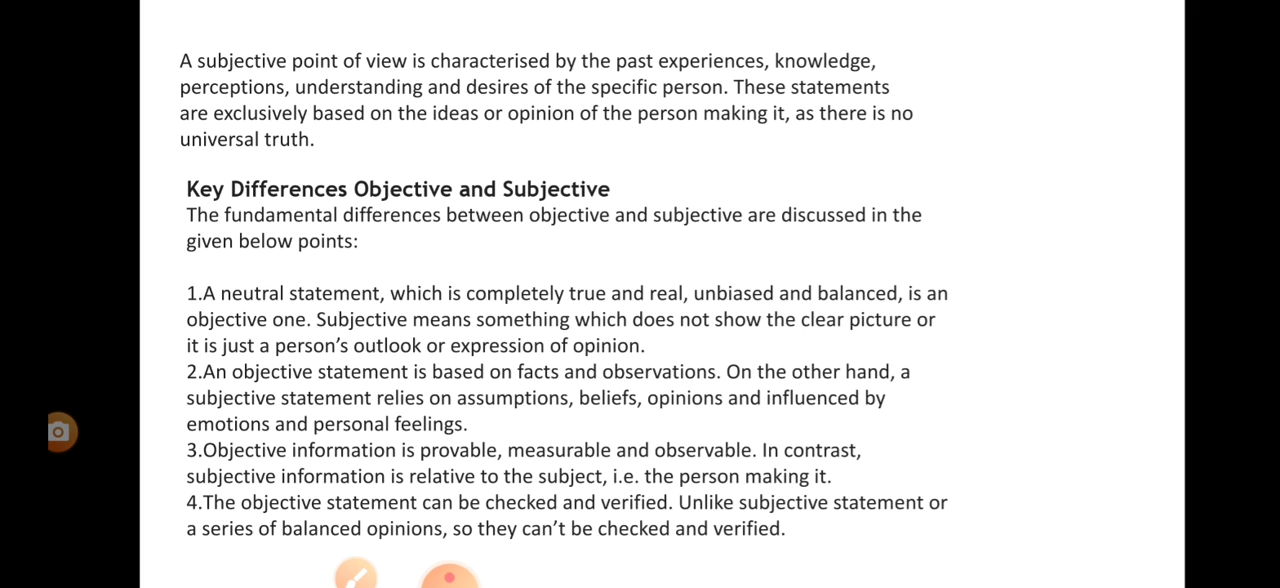 A subjective point of view is characterised by the past experiences, knowledge,
perceptions, understanding and desires of the specific person. These statements
are exclusively based on the ideas or opinion of the person making it, as there is no
universal truth.
Key Differences Objective and Subjective
The fundamental differences between objective and subjective are discussed in the
given below points:
1.A neutral statement, which is completely true and real, unbiased and balanced, is an
objective one. Subjective means something which does not show the clear picture or
it is just a person’s outlook or expression of opinion.
2.An objective statement is based on facts and observations. On the other hand, a
subjective statement relies on assumptions, beliefs, opinions and influenced by
emotions and personal feelings.
3.Objective information is provable, measurable and observable. In contrast,
subjective information is relative to the subject, i.e. the person making it.
4.The objective statement can be checked and verified. Unlike subjective statement or
a series of balanced opinions, so they can’t be checked and verified.